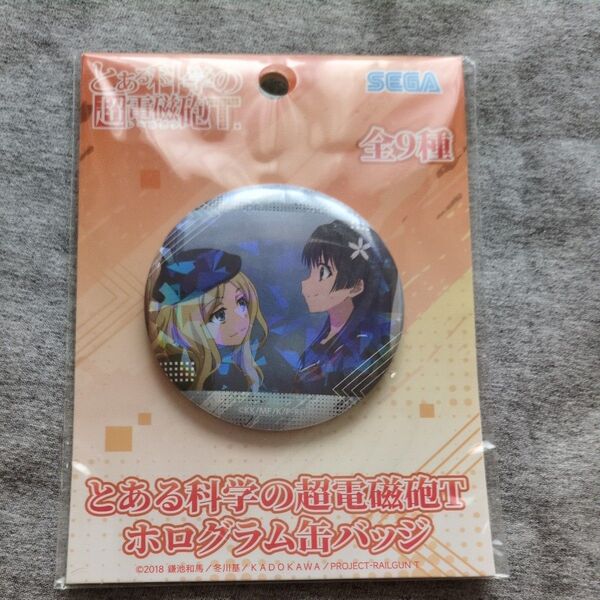 とある科学の
超電磁砲T.
SEGA
全9種
©KK/MF/K/P-R
とある科学の超電磁砲T
ホログラム缶バッジ
©2018 鎌池和馬／冬川基／KADOKAWA／PROJECT-RAILGUN T